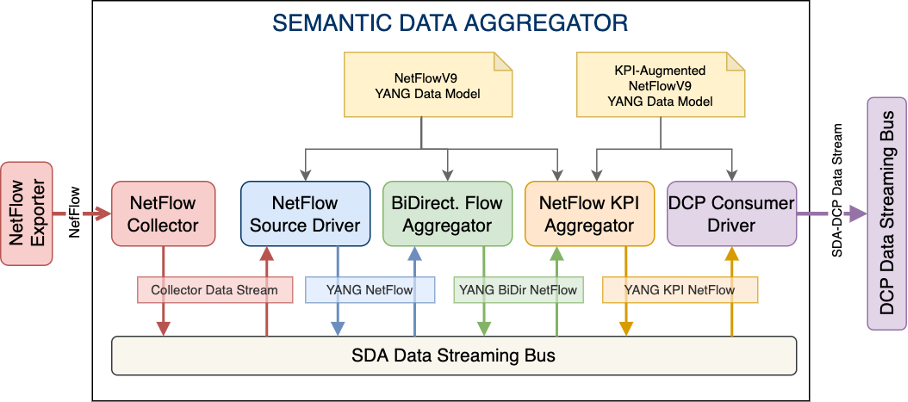 SEMANTIC DATA AGGREGATOR
NetFlowV9
YANG Data Model
KPI-Augmented
NetFlowV9
YANG Data Model
NetFlow
Exporter
NefFlow
NetFlow
Collector
NetFlow
Source Driver
BiDirect. Flow
Aggregator
NetFlow KPI
Aggregator
DCP Consumer
Driver
SDA-DCP Data Stream
DCP Data Streaming Bus
Collector Data Stream
YANG NetFlow
YANG BiDir NetFlow
YANG KPI NetFlow
SDA Data Streaming Bus